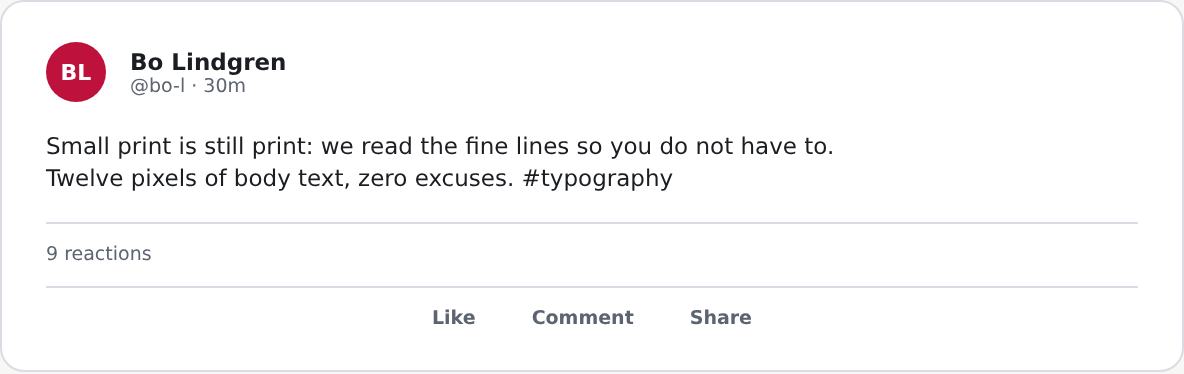 BL
Bo Lindgren
@bo-l · 30m
Small print is still print: we read the fine lines so you do not have to.
Twelve pixels of body text, zero excuses. #typography
9 reactions
Like Comment Share